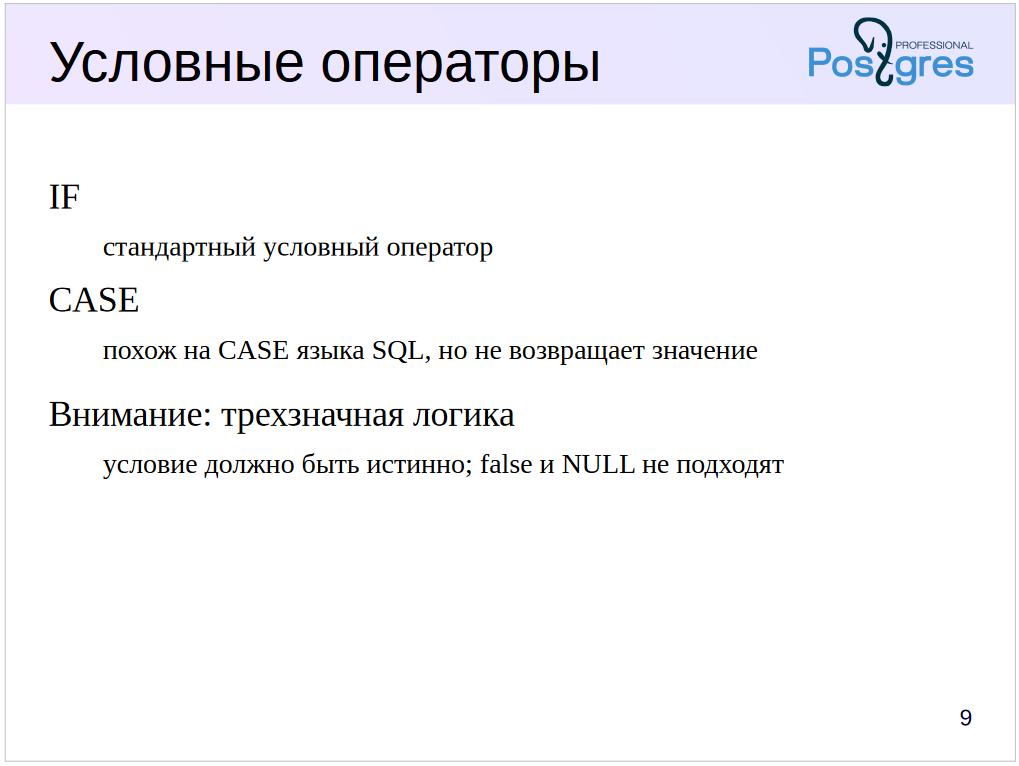 Условные операторы
PROFESSIONAL
Postgres
IF
стандартный условный оператор
CASE
похож на CASE языка SQL, но не возвращает значение
Внимание: трехзначная логика
условие должно быть истинно; false и NULL не подходят
9